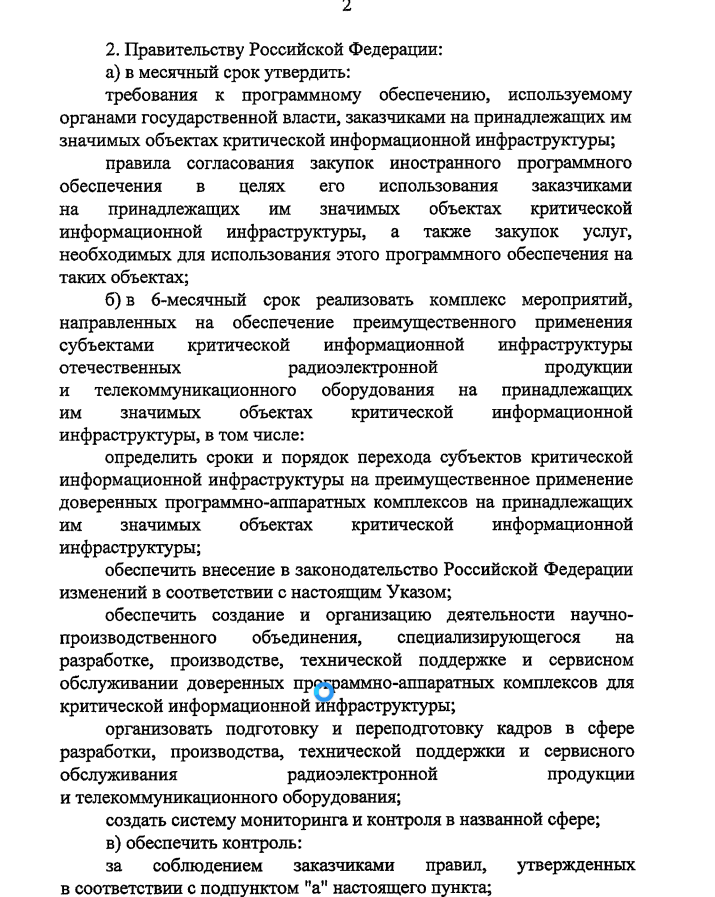 2
2. Правительству Российской Федерации:
а) в месячный срок утвердить:
требования к программному обеспечению, используемому
органами государственной власти, заказчиками на принадлежащих им
значимых объектах критической информационной инфраструктуры;
правила согласования закупок иностранного программного
обеспечения в целях его использования заказчиками
на принадлежащих им значимых объектах критической
информационной инфраструктуры, а также закупок услуг,
необходимых для использования этого программного обеспечения на
таких объектах;
б) в 6-месячный срок реализовать комплекс мероприятий,
направленных на обеспечение преимущественного применения
субъектами критической информационной инфраструктуры
отечественных радиоэлектронной продукции
и телекоммуникационного оборудования на принадлежащих
им значимых объектах критической информационной
инфраструктуры, в том числе:
определить сроки и порядок перехода субъектов критической
информационной инфраструктуры на преимущественное применение
доверенных программно-аппаратных комплексов на принадлежащих
им значимых объектах критической информационной
инфраструктуры;
обеспечить внесение в законодательство Российской Федерации
изменений в соответствии с настоящим Указом;
обеспечить создание и организацию деятельности научно-
производственного объединения, специализирующегося на
разработке, производстве, технической поддержке и сервисном
обслуживании доверенных программно-аппаратных комплексов для
критической информационной инфраструктуры;
организовать подготовку и переподготовку кадров в сфере
разработки, производства, технической поддержки и сервисного
обслуживания радиоэлектронной продукции
и телекоммуникационного оборудования;
создать систему мониторинга и контроля в названной сфере;
в) обеспечить контроль:
за соблюдением заказчиками правил, утвержденных
в соответствии с подпунктом "а" настоящего пункта;